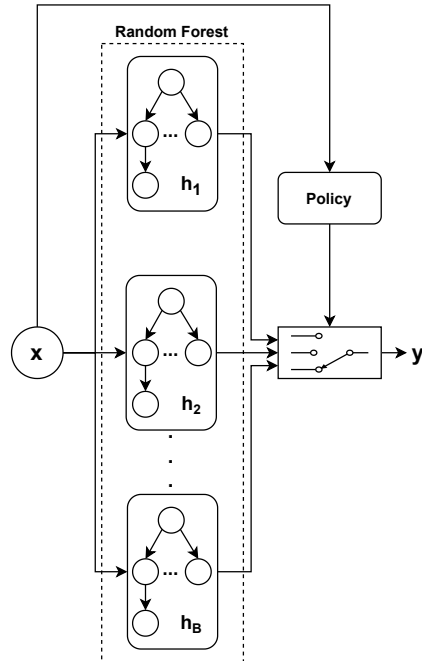 Random Forest
...
h1
Policy
x
...
h2
y
.
.
.
...
hB